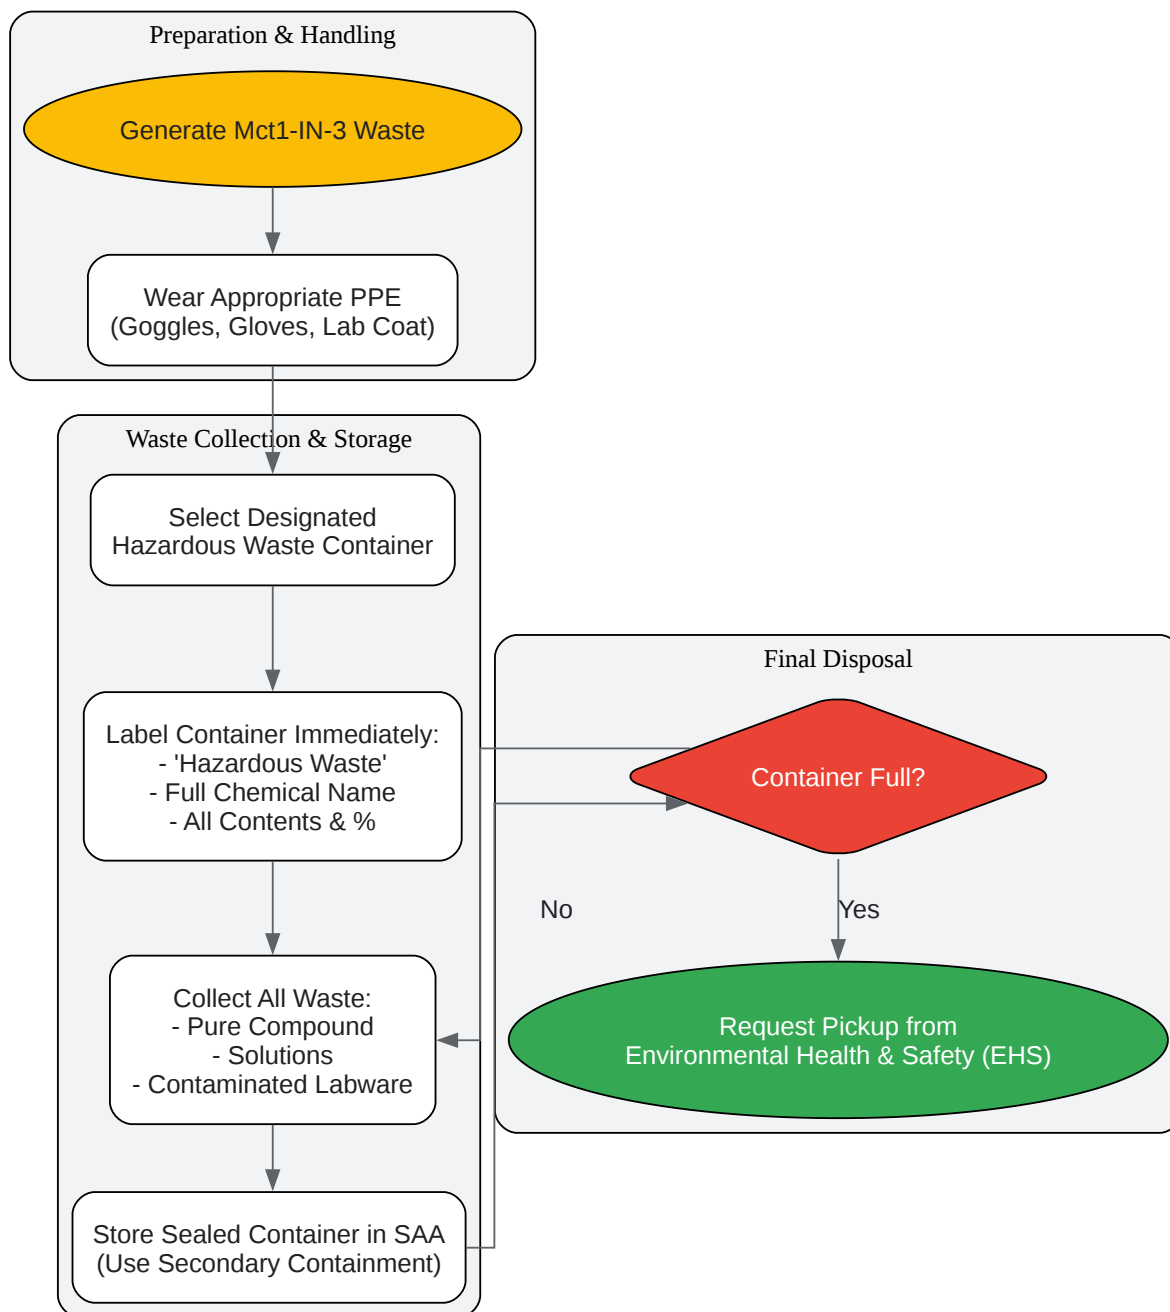 Preparation & Handling
Generate Mct1-IN-3 Waste
Wear Appropriate PPE
(Goggles, Gloves, Lab Coat)
Waste Collection & Storage
Select Designated
Hazardous Waste Container
Label Container Immediately:
- 'Hazardous Waste'
- Full Chemical Name
- All Contents & %
Collect All Waste:
- Pure Compound
- Solutions
- Contaminated Labware
Store Sealed Container in SAA
(Use Secondary Containment)
Final Disposal
Container Full?
No
Yes
Request Pickup from
Environmental Health & Safety (EHS)